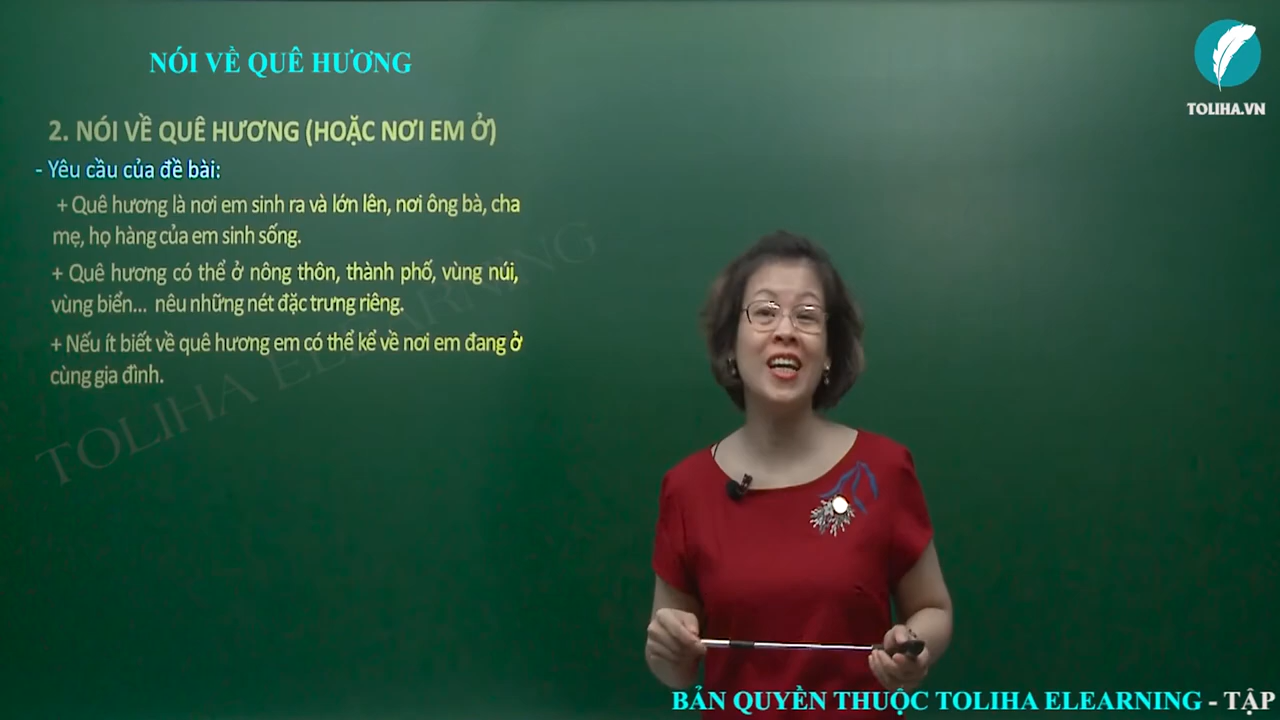 NÓI VỀ QUÊ HƯƠNG
TOLIHA.VN
2. NÓI VỀ QUÊ HƯƠNG (HOẶC NƠI EM Ở)
- Yêu cầu của đề bài:
+ Quê hương là nơi em sinh ra và lớn lên, nơi ông bà, cha
mẹ, họ hàng của em sinh sống.
+ Quê hương có thể ở nông thôn, thành phố, vùng núi,
vùng biển... nêu những nét đặc trưng riêng.
+ Nếu ít biết về quê hương em có thể kể về nơi em đang ở
cùng gia đình.
TOLIHA ELEARNING
BẢN QUYỀN THUỘC TOLIHA ELEARNING - TẬP